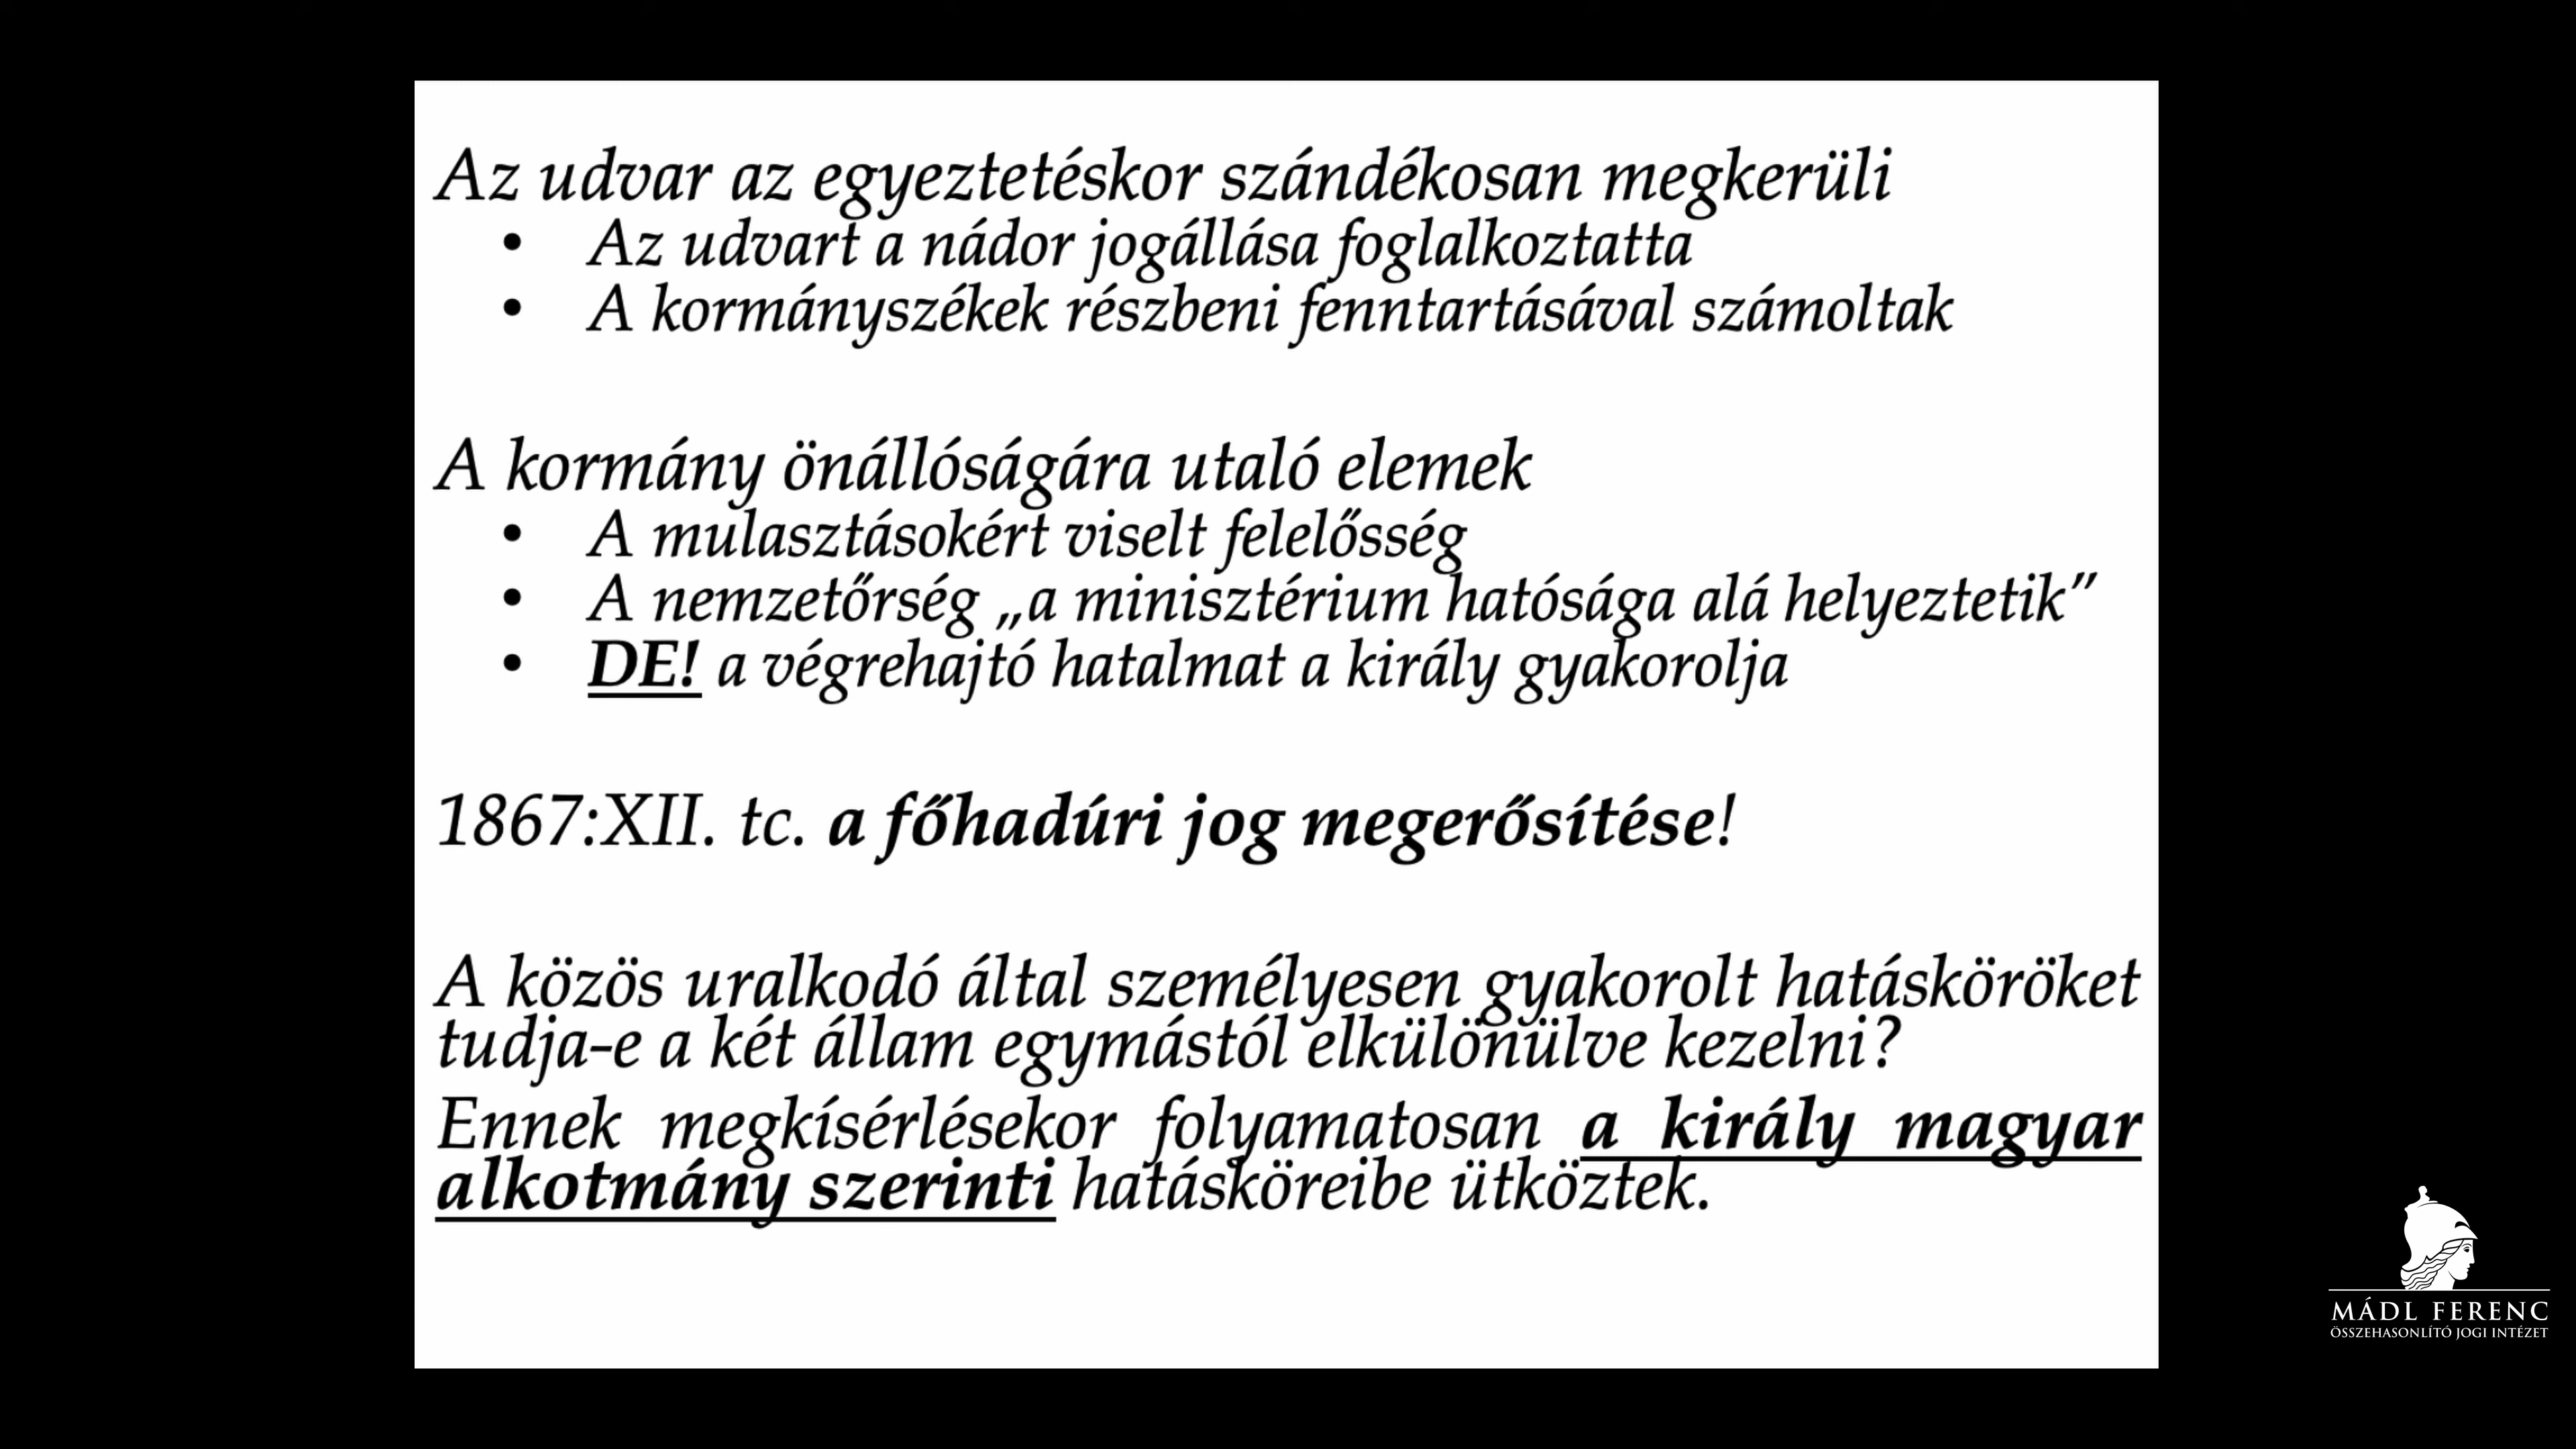 Az udvar az egyeztetéskor szándékosan megkerüli
• Az udvart a nádor jogállása foglalkoztatta
• A kormányszékek részbeni fenntartásával számoltak
A kormány önállóságára utaló elemek
• A mulasztásokért viselt felelősség
• A nemzetőrség „a minisztérium hatósága alá helyeztetik”
• DE! a végrehajtó hatalmat a király gyakorolja
1867:XII. tc. a főhadúri jog megerősítése!
A közös uralkodó által személyesen gyakorolt hatásköröket
tudja-e a két állam egymástól elkülönülve kezelni?
Ennek megkísérlésekor folyamatosan a király magyar
alkotmány szerinti hatásköreibe ütköztek.
MÁDL FERENC
ÖSSZEHASONLÍTÓ JOGI INTÉZET